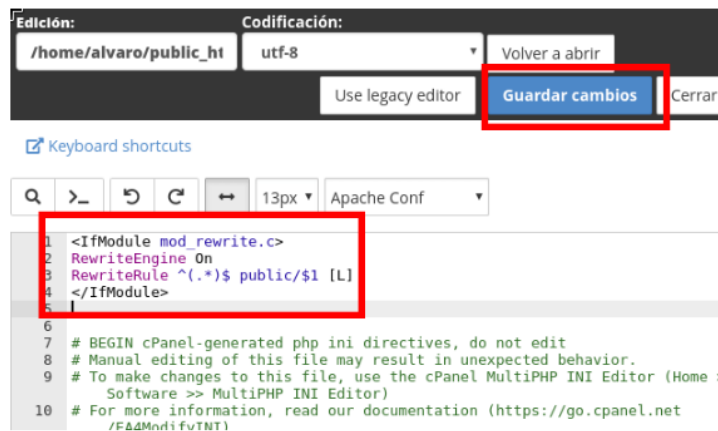 Edición: Codificación:
/home/alvaro/public_ht utf-8 Volver a abrir
Use legacy editor Guardar cambios Cerrar
Keyboard shortcuts
13px Apache Conf
1 <IfModule mod_rewrite.c>
2 RewriteEngine On
3 RewriteRule ^(.*)$ public/$1 [L]
4 </IfModule>
5
6
7 # BEGIN cPanel-generated php ini directives, do not edit
8 # Manual editing of this file may result in unexpected behavior.
9 # To make changes to this file, use the cPanel MultiPHP INI Editor (Home >
Software >> MultiPHP INI Editor)
10 # For more information, read our documentation (https://go.cpanel.net
/EA4ModifyINI)